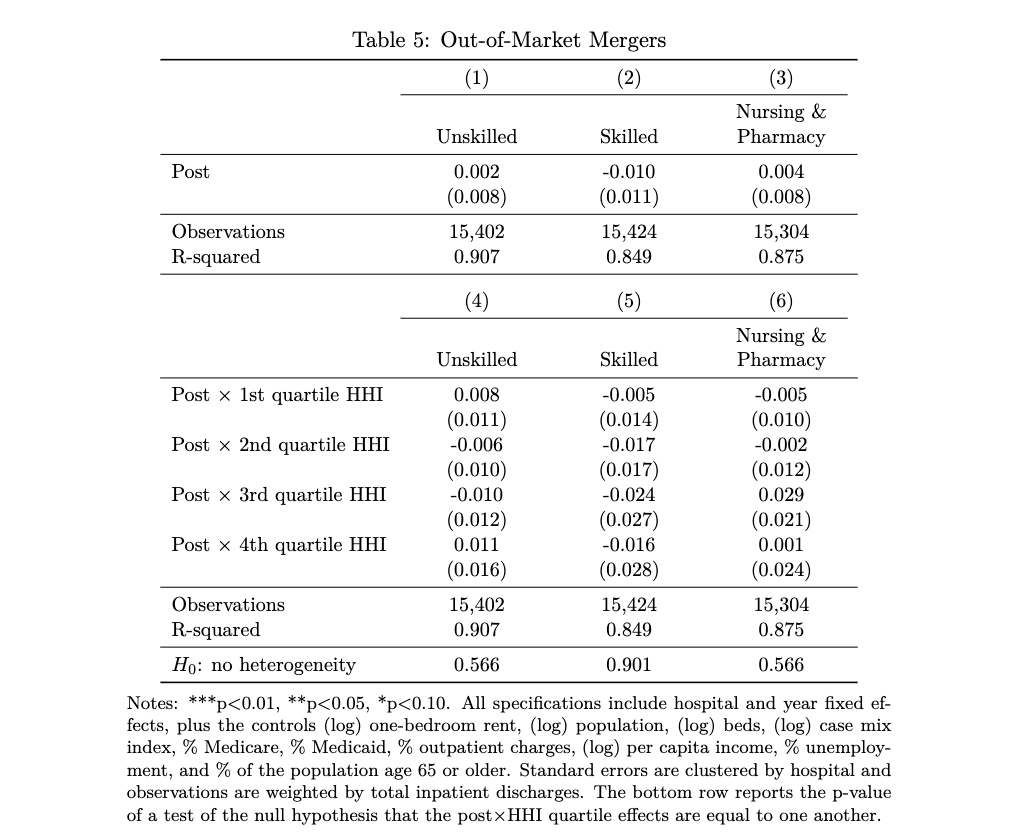 Table 5: Out-of-Market Mergers
(1) (2) (3)
Nursing &
Unskilled Skilled Pharmacy
Post 0.002 -0.010 0.004
(0.008) (0.011) (0.008)
Observations 15,402 15,424 15,304
R-squared 0.907 0.849 0.875
(4) (5) (6)
Nursing &
Unskilled Skilled Pharmacy
Post × 1st quartile HHI 0.008 -0.005 -0.005
(0.011) (0.014) (0.010)
Post × 2nd quartile HHI -0.006 -0.017 -0.002
(0.010) (0.017) (0.012)
Post × 3rd quartile HHI -0.010 -0.024 0.029
(0.012) (0.027) (0.021)
Post × 4th quartile HHI 0.011 -0.016 0.001
(0.016) (0.028) (0.024)
Observations 15,402 15,424 15,304
R-squared 0.907 0.849 0.875
H0: no heterogeneity 0.566 0.901 0.566
Notes: ***p<0.01, **p<0.05, *p<0.10. All specifications include hospital and year fixed ef-
fects, plus the controls (log) one-bedroom rent, (log) population, (log) beds, (log) case mix
index, % Medicare, % Medicaid, % outpatient charges, (log) per capita income, % unemploy-
ment, and % of the population age 65 or older. Standard errors are clustered by hospital and
observations are weighted by total inpatient discharges. The bottom row reports the p-value
of a test of the null hypothesis that the post×HHI quartile effects are equal to one another.